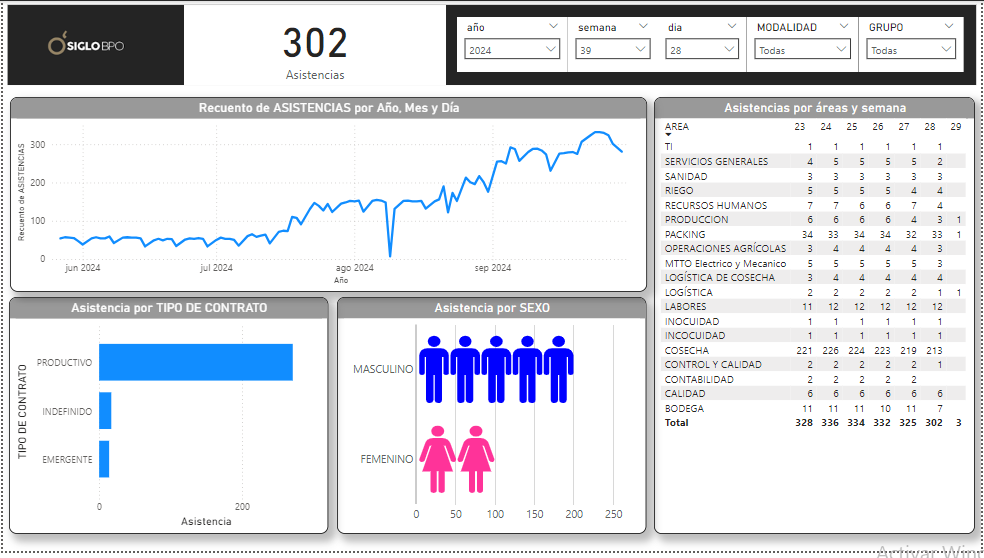 SIGLO BPO
302
Asistencias
año semana dia MODALIDAD GRUPO
2024 39 28 Todas Todas
Recuento de ASISTENCIAS por Año, Mes y Día
Recuento de ASISTENCIAS
300
200
100
0
jun 2024 jul 2024 ago 2024 sep 2024
Año
Asistencia por TIPO DE CONTRATO
TIPO DE CONTRATO
PRODUCTIVO
INDEFINIDO
EMERGENTE
0 200
Asistencia
Asistencia por SEXO
MASCULINO
FEMENINO
0 50 100 150 200 250
Asistencias por áreas y semana
AREA 23 24 25 26 27 28 29
TI 1 1 1 1 1 1
SERVICIOS GENERALES 4 5 5 5 5 2
SANIDAD 3 3 3 3 3 3
RIEGO 5 5 5 5 4 4
RECURSOS HUMANOS 7 7 6 6 7 4
PRODUCCION 6 6 6 6 4 3 1
PACKING 34 33 34 34 32 33 1
OPERACIONES AGRÍCOLAS 3 4 4 4 4 3
MTTO Electrico y Mecanico 5 5 5 5 5 3
LOGÍSTICA DE COSECHA 3 4 4 4 4 4
LOGÍSTICA 2 2 2 2 2 1 1
LABORES 11 12 12 12 12 12
INOCUIDAD 1 1 1 1 1 1
INCOCUIDAD 1 1 1 1 1 1
COSECHA 221 226 224 223 219 213
CONTROL Y CALIDAD 2 2 2 2 2 1
CONTABILIDAD 2 2 2 2 2
CALIDAD 6 6 6 6 6 6
BODEGA 11 11 11 10 11 7
Total 328 336 334 332 325 302 3
Activar Win